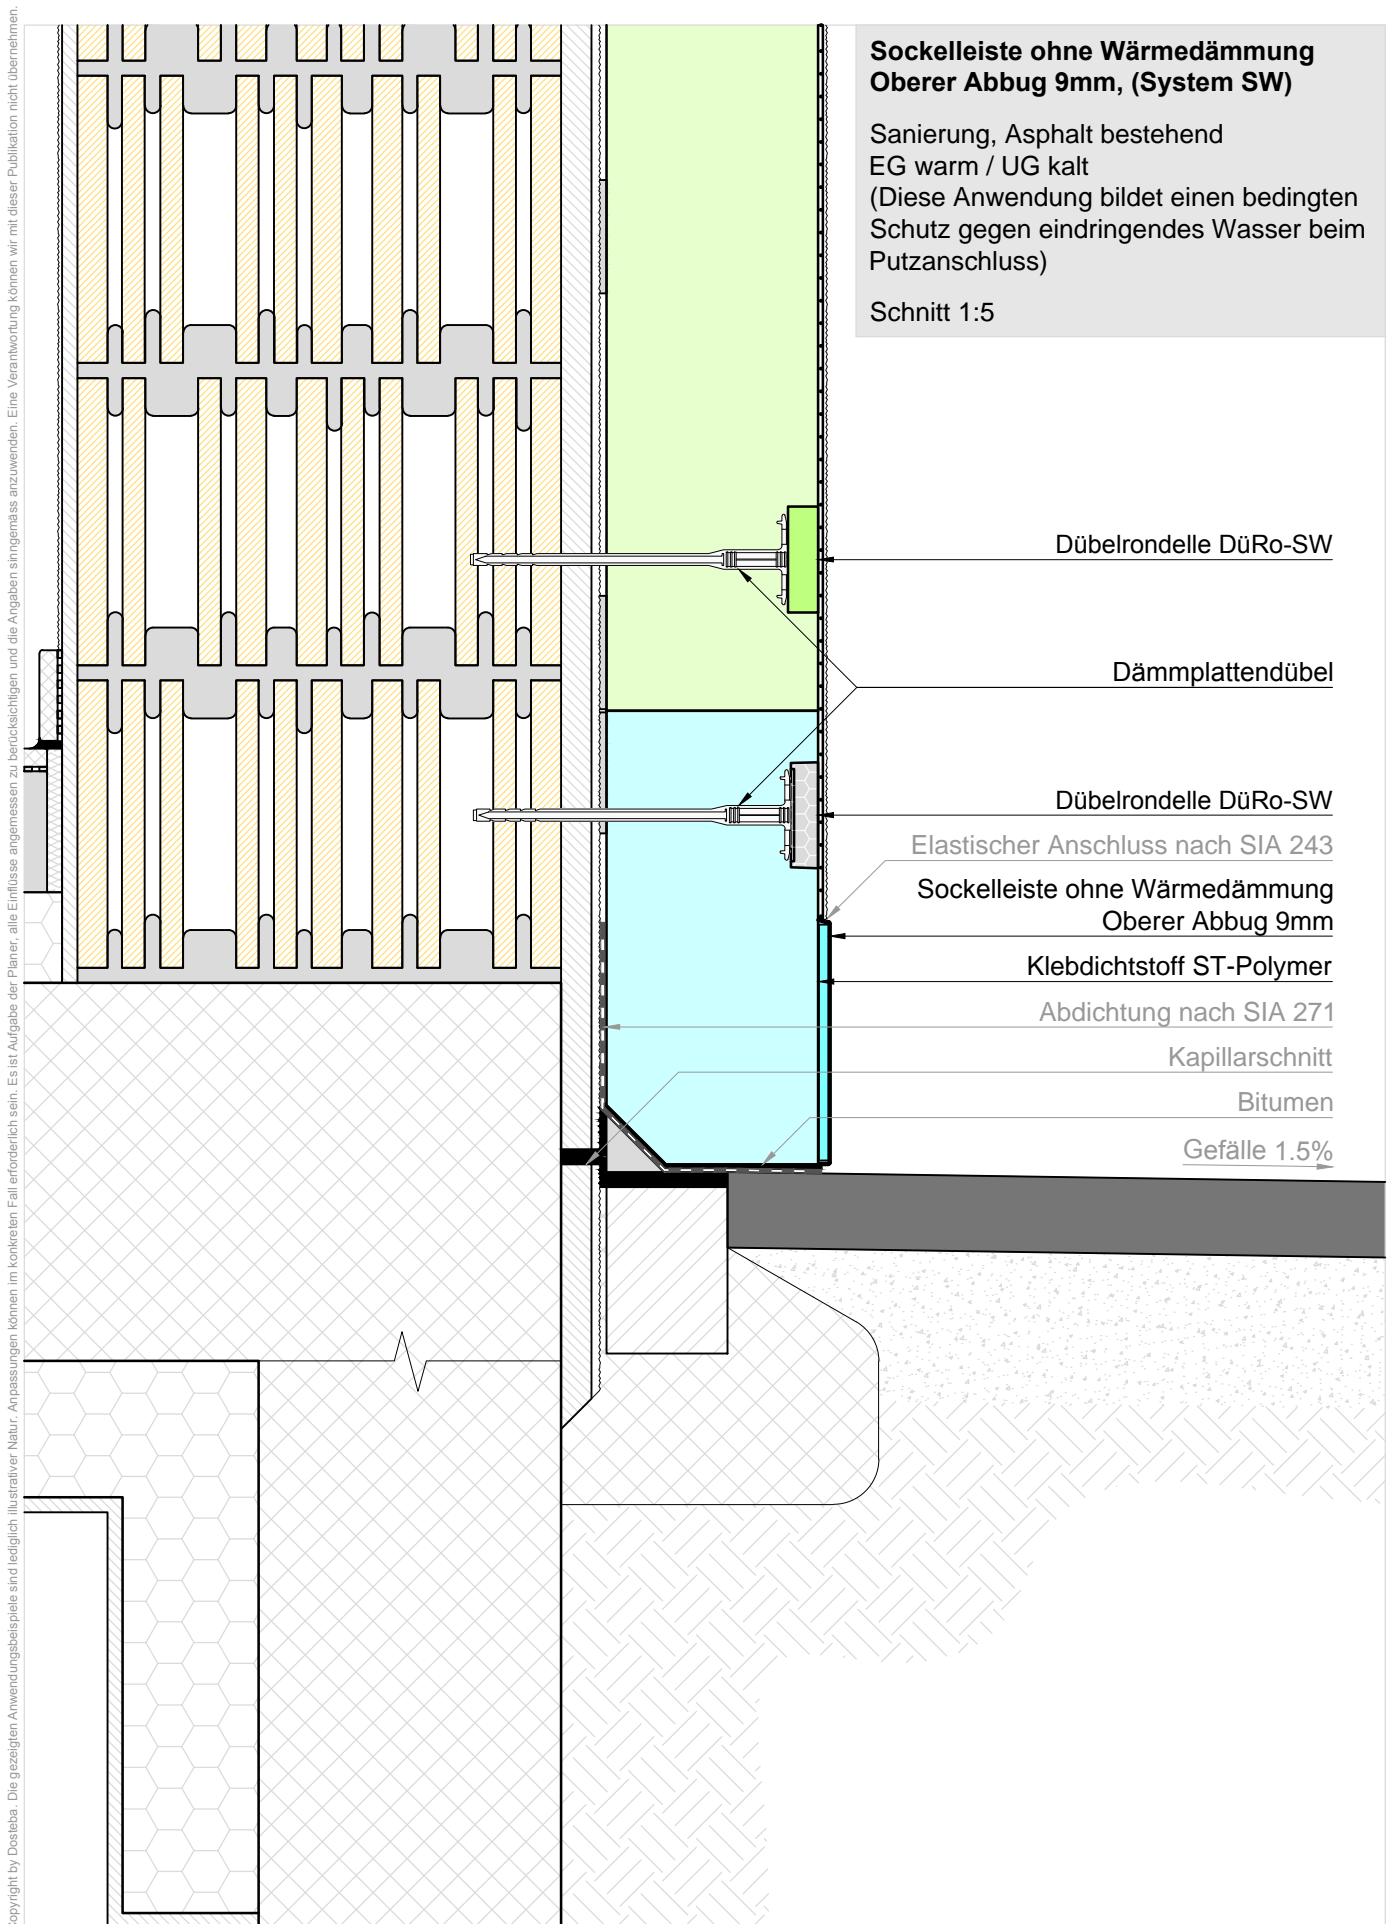 Sockelleiste ohne Wärmedämmung
Oberer Abbug 9mm, (System SW)
Sanierung, Asphalt bestehend
EG warm / UG kalt
(Diese Anwendung bildet einen bedingten
Schutz gegen eindringendes Wasser beim
Putzanschluss)
Schnitt 1:5
Dübelrondelle DüRo-SW
Dämmplattendübel
Dübelrondelle DüRo-SW
Elastischer Anschluss nach SIA 243
Sockelleiste ohne Wärmedämmung
Oberer Abbug 9mm
Klebdichtstoff ST-Polymer
Abdichtung nach SIA 271
Kapillarschnitt
Bitumen
Gefälle 1.5%
Copyright by Dosteba. Die gezeigten Anwendungsbeispiele sind lediglich illustrativer Natur. Anpassungen können im konkreten Fall erforderlich sein. Es ist Aufgabe der Planer, alle Einflüsse angemessen zu berücksichtigen und die Angaben sinngemäss anzuwenden. Eine Verantwortung können wir mit dieser Publikation nicht übernehmen.